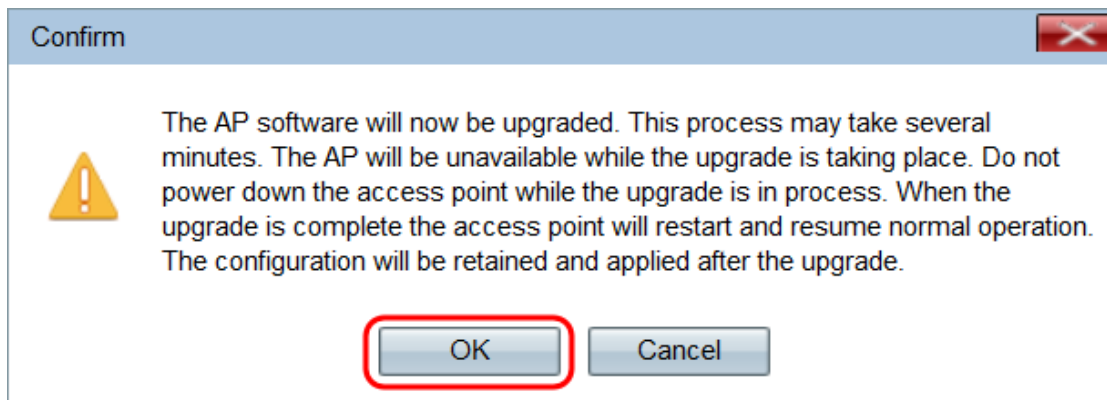 Confirm
The AP software will now be upgraded. This process may take several
minutes. The AP will be unavailable while the upgrade is taking place. Do not
power down the access point while the upgrade is in process. When the
upgrade is complete the access point will restart and resume normal operation.
The configuration will be retained and applied after the upgrade.
OK
Cancel